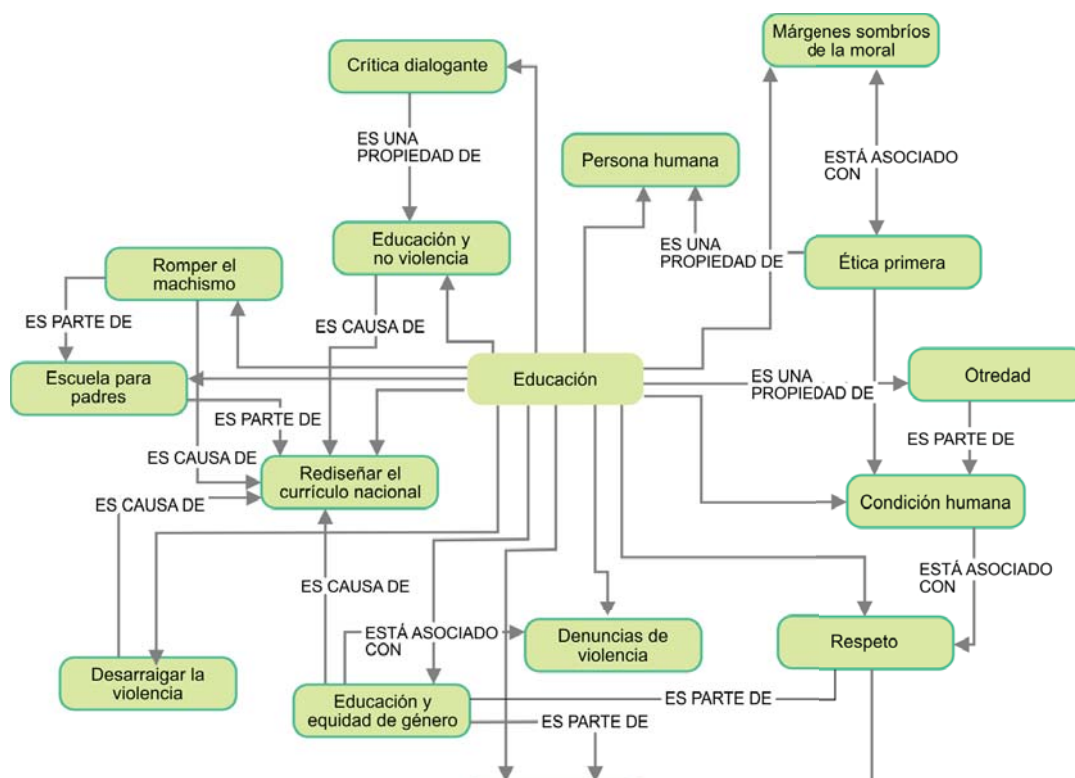 Márgenes sombríos
de la moral
Crítica dialogante
ES UNA
PROPIEDAD DE
Persona humana
ESTÁ ASOCIADO
CON
Educación y
no violencia
ES UNA
PROPIEDAD DE
Ética primera
Romper el
machismo
ES PARTE DE
ES CAUSA DE
Escuela para
padres
Educación
ES UNA
PROPIEDAD DE
Otredad
ES PARTE DE
ES PARTE DE
ES CAUSA DE
Rediseñar el
currículo nacional
Condición humana
ES CAUSA DE
ES CAUSA DE
ESTÁ ASOCIADO
CON
ESTÁ ASOCIADO
CON
Denuncias de
violencia
Respeto
Desarraigar la
violencia
Educación y
equidad de género
ES PARTE DE
ES PARTE DE